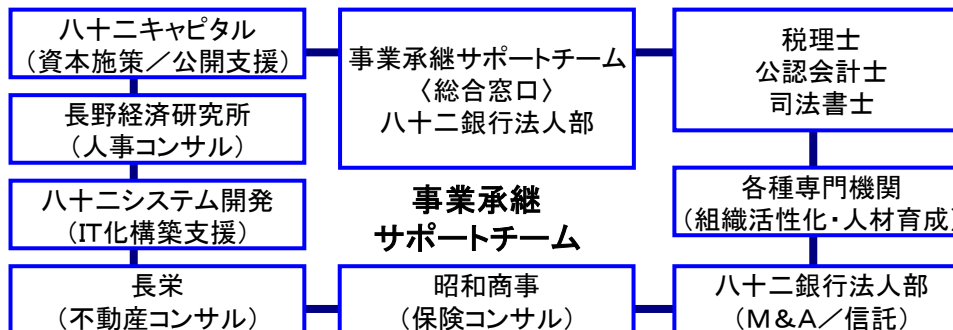 八十二キャピタル
（資本施策／公開支援）
事業承継サポートチーム
〈総合窓口〉
八十二銀行法人部
税理士
公認会計士
司法書士
長野経済研究所
（人事コンサル）
八十二システム開発
（IT化構築支援）
事業承継
サポートチーム
各種専門機関
（組織活性化・人材育成）
長栄
（不動産コンサル）
昭和商事
（保険コンサル）
八十二銀行法人部
（M＆A／信託）